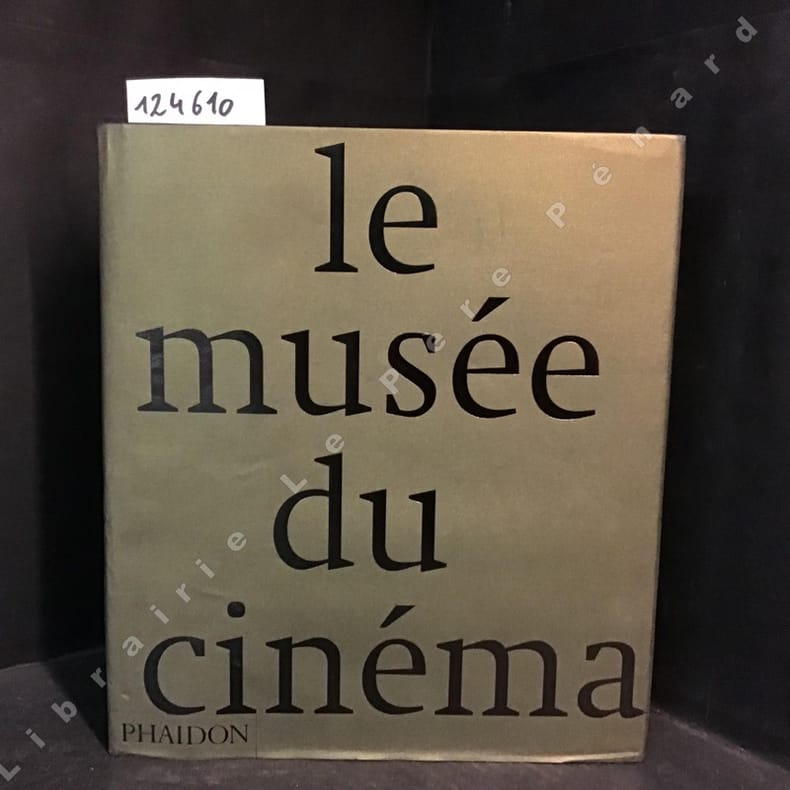 124610
le
musée
du
cinéma
PHAIDON
Librairie Le Père Pénard